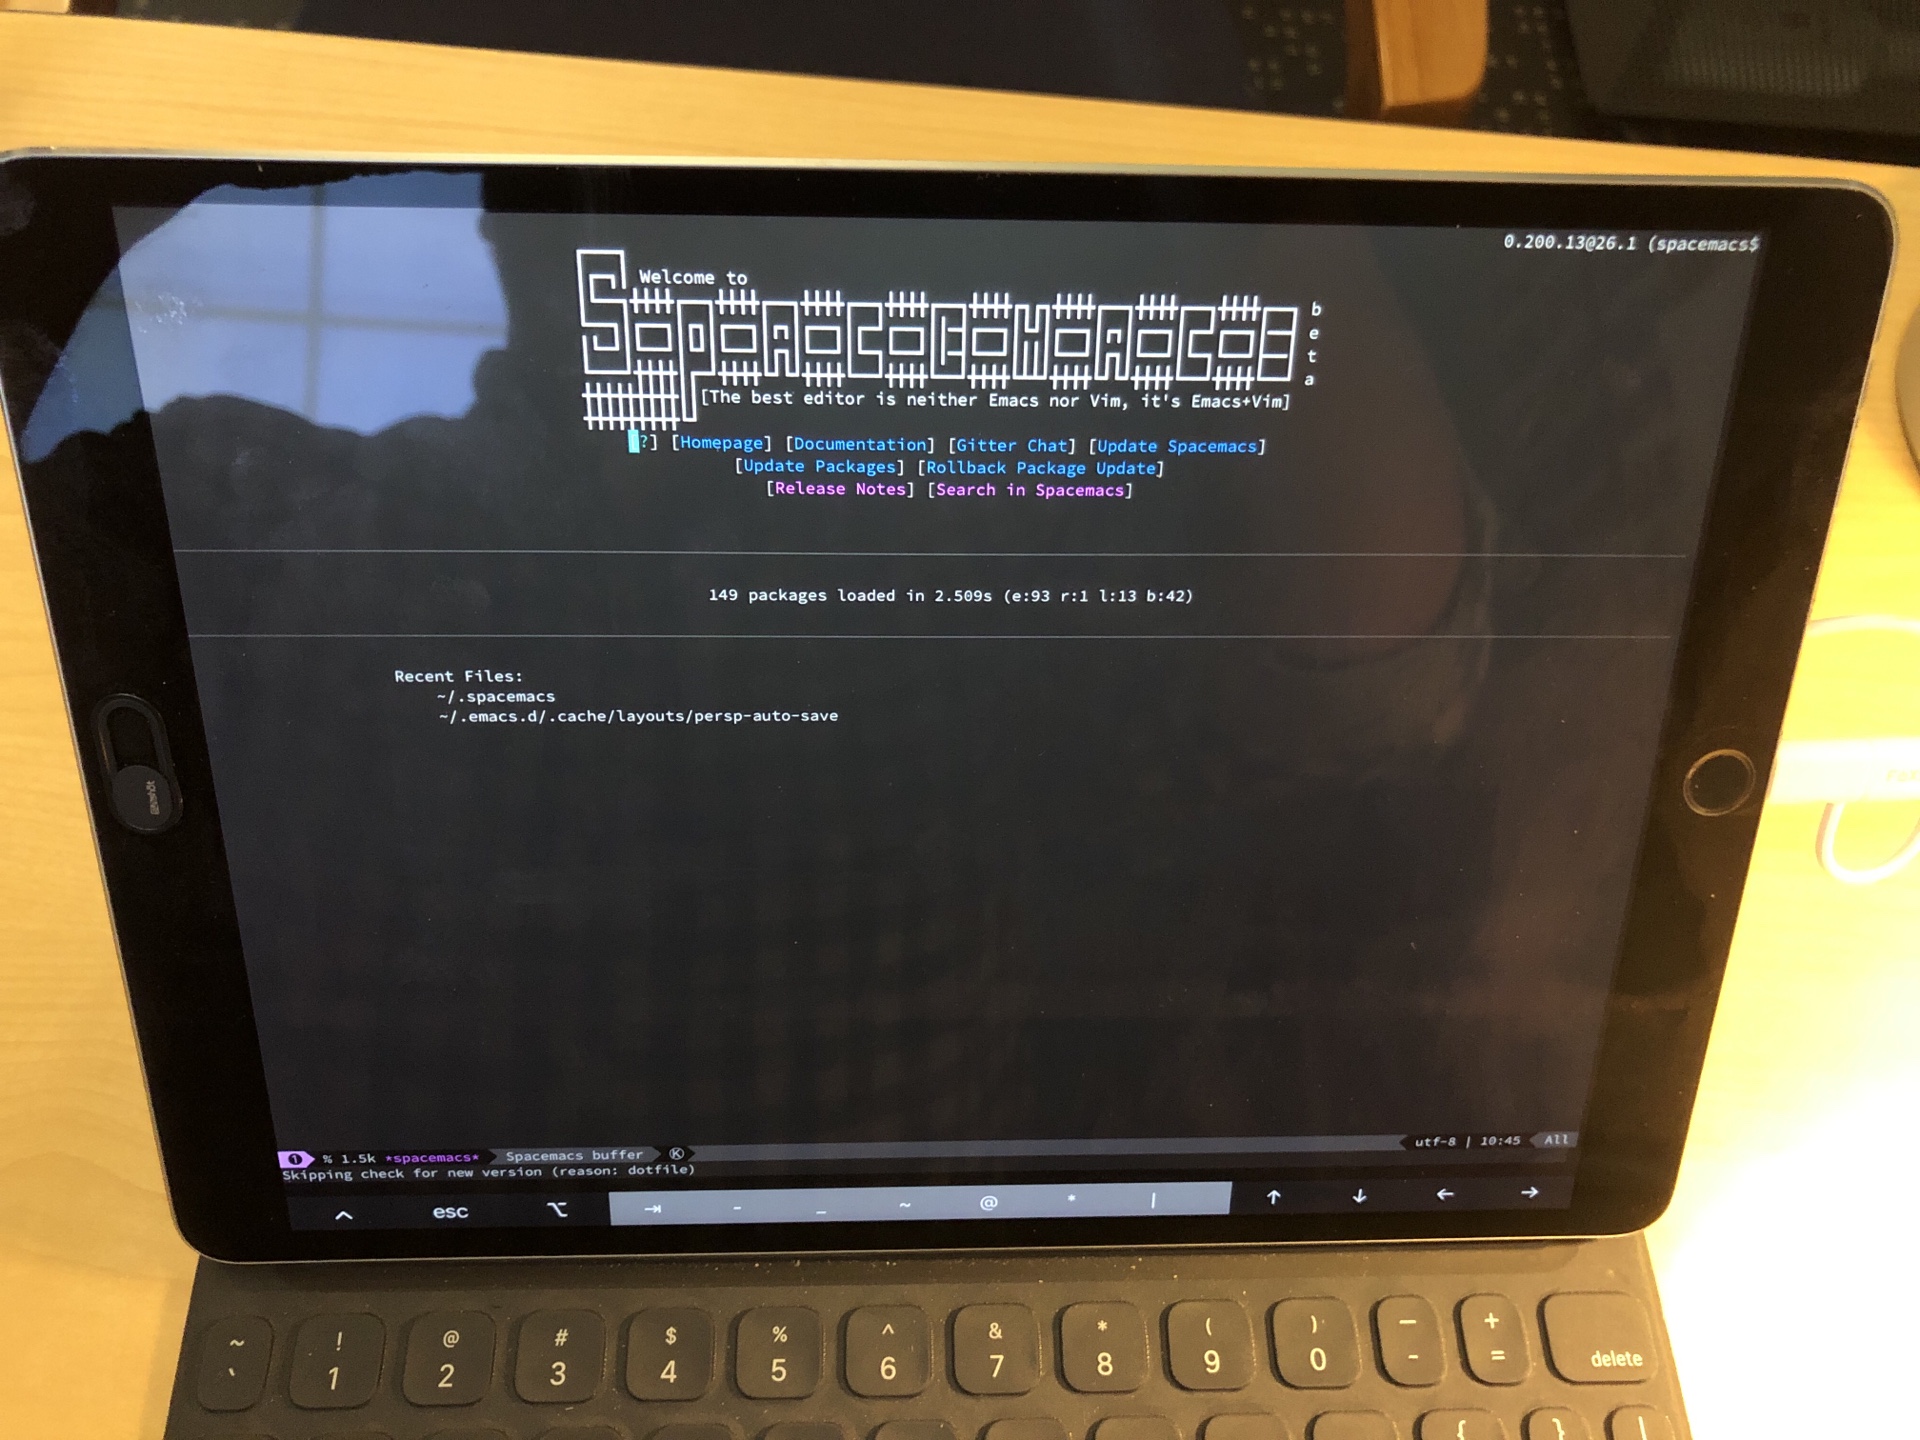 0.200.13@26.1 (spacemacs$
Welcome to
b
e
t
a
[The best editor is neither Emacs nor Vim, it's Emacs+Vim]
?] [Homepage] [Documentation] [Gitter Chat] [Update Spacemacs]
[Update Packages] [Rollback Package Update]
[Release Notes] [Search in Spacemacs]
149 packages loaded in 2.509s (e:93 r:1 l:13 b:42)
Recent Files:
~/.spacemacs
~/.emacs.d/.cache/layouts/persp-auto-save
1 % 1.5k *spacemacs* Spacemacs buffer Ⓚ utf-8 | 10:45 All
Skipping check for new version (reason: dotfile)
^ esc ⌥ ⇥ - _ ~ @ * | ↑ ↓ ← →
~ ! @ # $ % ^ & * ( ) — +
` 1 2 3 4 5 6 7 8 9 0 - = delete
{ } |